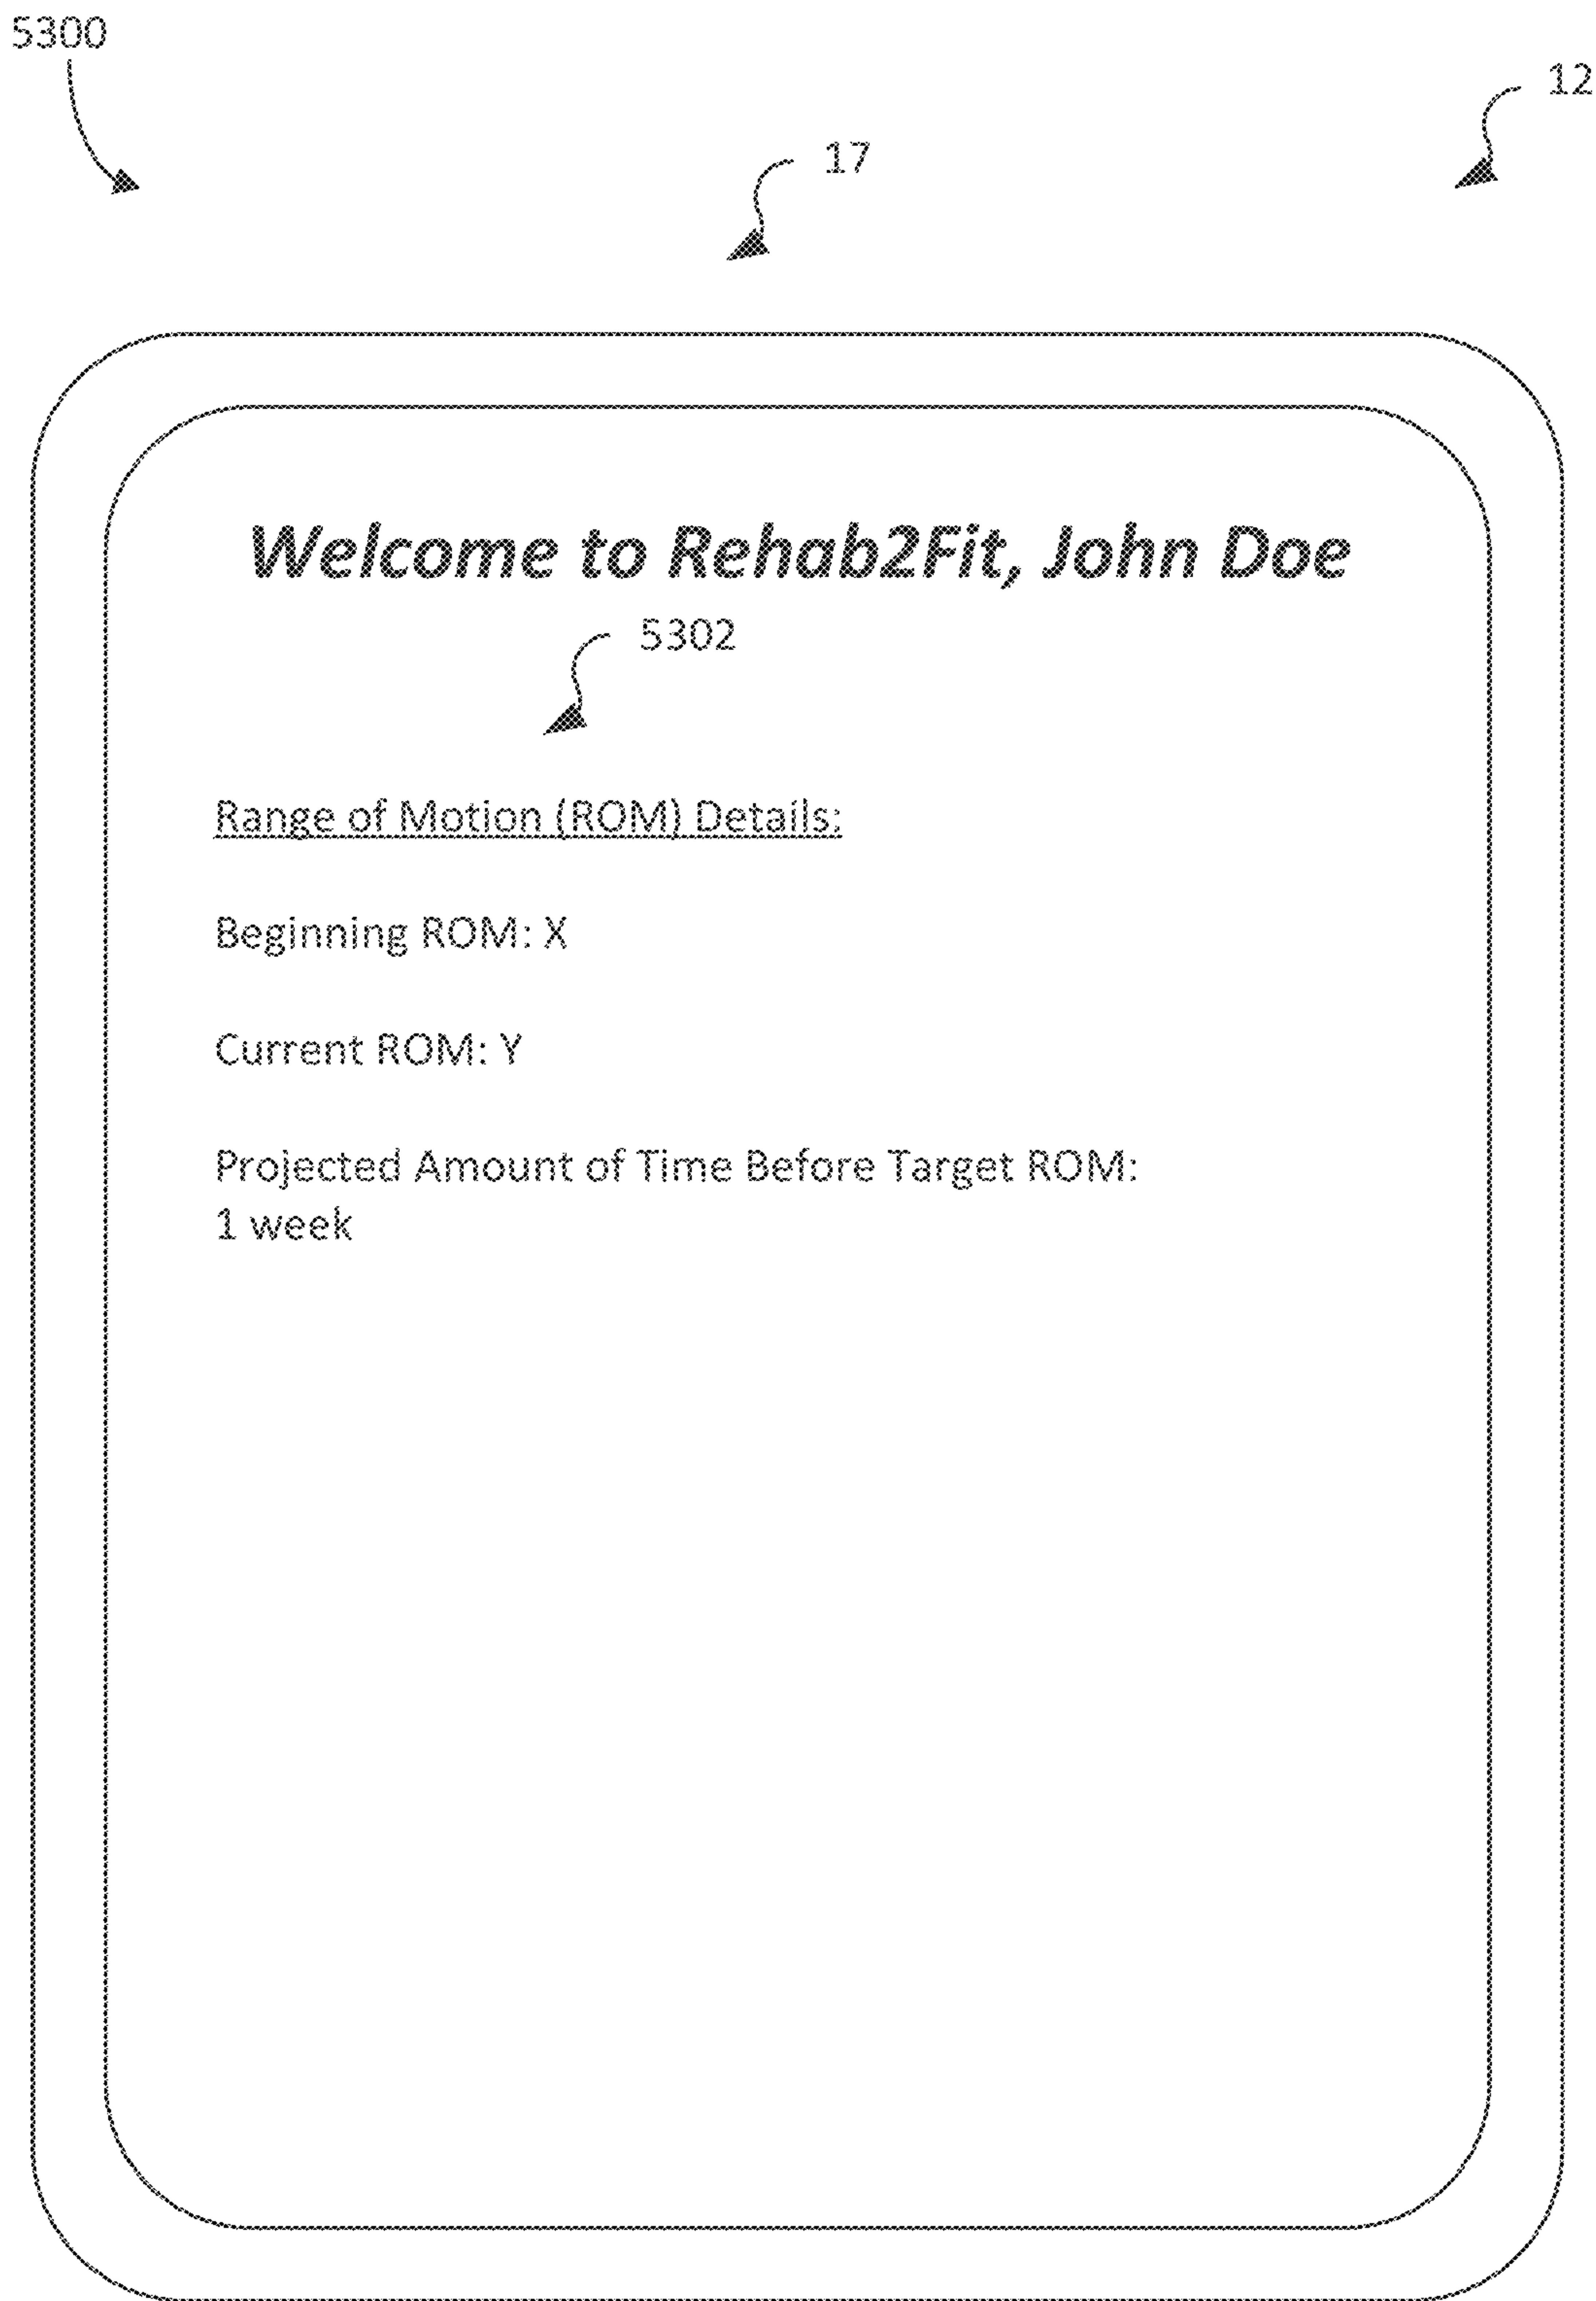 5300
12
17
Welcome to Rehab2Fit, John Doe
5302
Range of Motion (ROM) Details:
Beginning ROM: X
Current ROM: Y
Projected Amount of Time Before Target ROM:
1 week